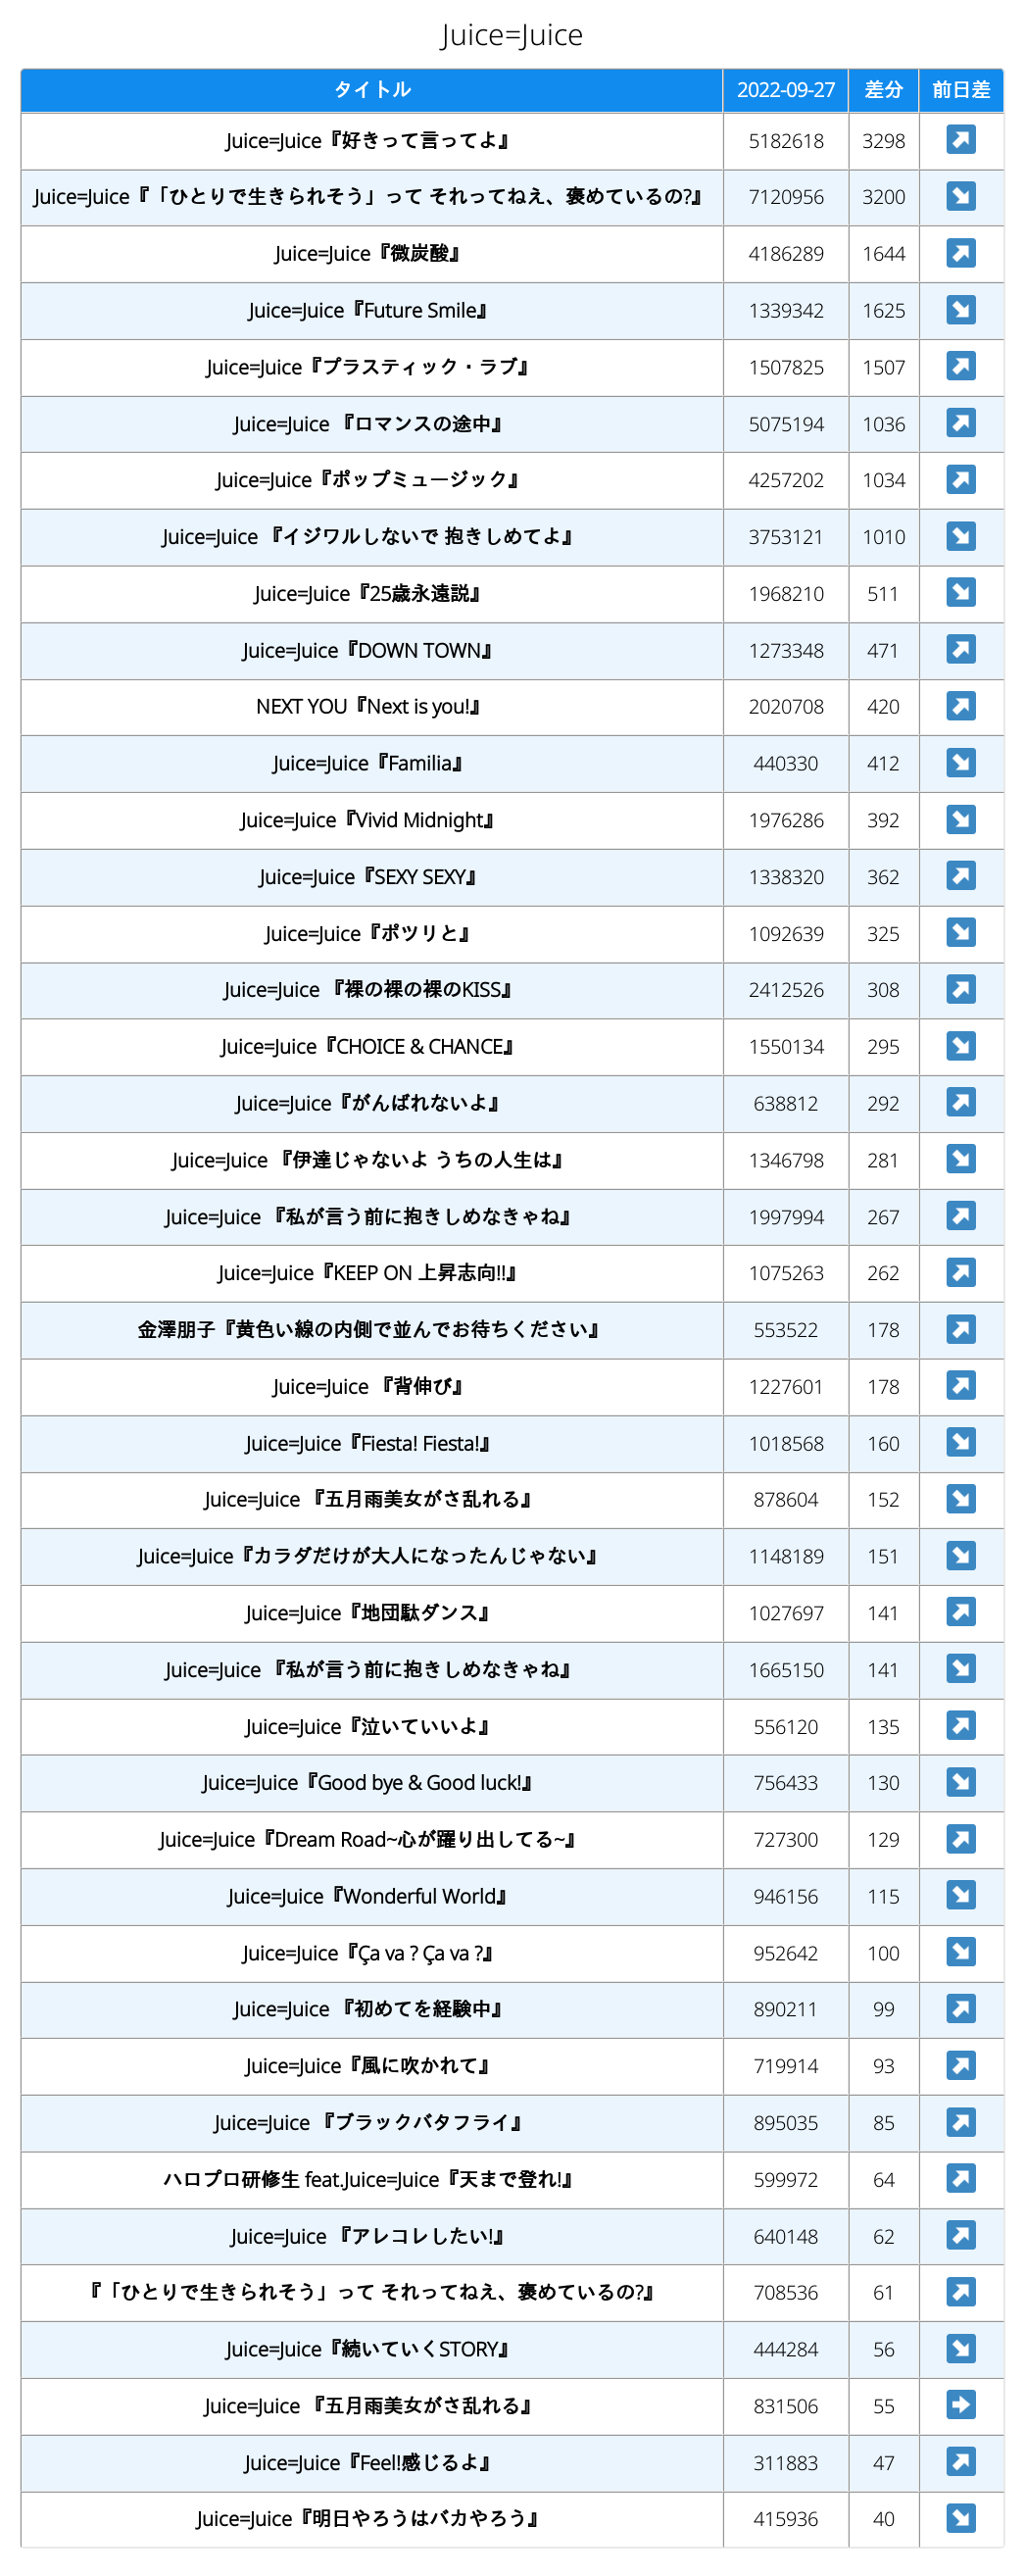 Juice=Juice
タイトル 2022-09-27 差分 前日差
Juice=Juice『好きって言ってよ』 5182618 3298 ↗
Juice=Juice『「ひとりで生きられそう」って それってねえ、褒めているの?』 7120956 3200 ↘
Juice=Juice『微炭酸』 4186289 1644 ↗
Juice=Juice『Future Smile』 1339342 1625 ↘
Juice=Juice『プラスティック・ラブ』 1507825 1507 ↗
Juice=Juice 『ロマンスの途中』 5075194 1036 ↗
Juice=Juice『ポップミュージック』 4257202 1034 ↗
Juice=Juice 『イジワルしないで 抱きしめてよ』 3753121 1010 ↘
Juice=Juice『25歳永遠説』 1968210 511 ↘
Juice=Juice『DOWN TOWN』 1273348 471 ↗
NEXT YOU『Next is you!』 2020708 420 ↗
Juice=Juice『Familia』 440330 412 ↘
Juice=Juice『Vivid Midnight』 1976286 392 ↘
Juice=Juice『SEXY SEXY』 1338320 362 ↗
Juice=Juice『ポツリと』 1092639 325 ↘
Juice=Juice 『裸の裸の裸のKISS』 2412526 308 ↗
Juice=Juice『CHOICE & CHANCE』 1550134 295 ↘
Juice=Juice『がんばれないよ』 638812 292 ↗
Juice=Juice 『伊達じゃないよ うちの人生は』 1346798 281 ↘
Juice=Juice 『私が言う前に抱きしめなきゃね』 1997994 267 ↗
Juice=Juice『KEEP ON 上昇志向!!』 1075263 262 ↗
金澤朋子『黄色い線の内側で並んでお待ちください』 553522 178 ↗
Juice=Juice 『背伸び』 1227601 178 ↗
Juice=Juice『Fiesta! Fiesta!』 1018568 160 ↘
Juice=Juice 『五月雨美女がさ乱れる』 878604 152 ↘
Juice=Juice『カラダだけが大人になったんじゃない』 1148189 151 ↘
Juice=Juice『地団駄ダンス』 1027697 141 ↗
Juice=Juice 『私が言う前に抱きしめなきゃね』 1665150 141 ↘
Juice=Juice『泣いていいよ』 556120 135 ↗
Juice=Juice『Good bye & Good luck!』 756433 130 ↘
Juice=Juice『Dream Road~心が躍り出してる~』 727300 129 ↗
Juice=Juice『Wonderful World』 946156 115 ↘
Juice=Juice『Ça va ? Ça va ?』 952642 100 ↘
Juice=Juice 『初めてを経験中』 890211 99 ↗
Juice=Juice『風に吹かれて』 719914 93 ↗
Juice=Juice 『ブラックバタフライ』 895035 85 ↗
ハロプロ研修生 feat.Juice=Juice『天まで登れ!』 599972 64 ↗
Juice=Juice 『アレコレしたい!』 640148 62 ↗
『「ひとりで生きられそう」って それってねえ、褒めているの?』 708536 61 ↗
Juice=Juice『続いていくSTORY』 444284 56 ↘
Juice=Juice 『五月雨美女がさ乱れる』 831506 55 →
Juice=Juice『Feel!感じるよ』 311883 47 ↗
Juice=Juice『明日やろうはバカやろう』 415936 40 ↘